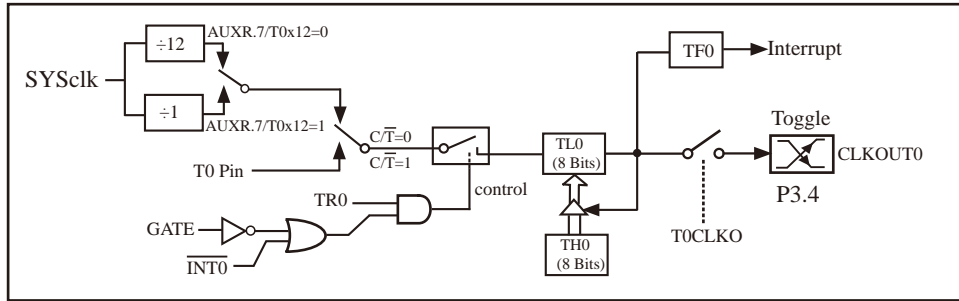 AUXR.7/T0x12=0
÷12
SYSclk
÷1
AUXR.7/T0x12=1
T0 Pin
C/T̅=0
C/T̅=1
control
TR0
GATE
I̅N̅T̅0̅
TL0
(8 Bits)
TH0
(8 Bits)
TF0
Interrupt
Toggle
CLKOUT0
P3.4
T0CLKO